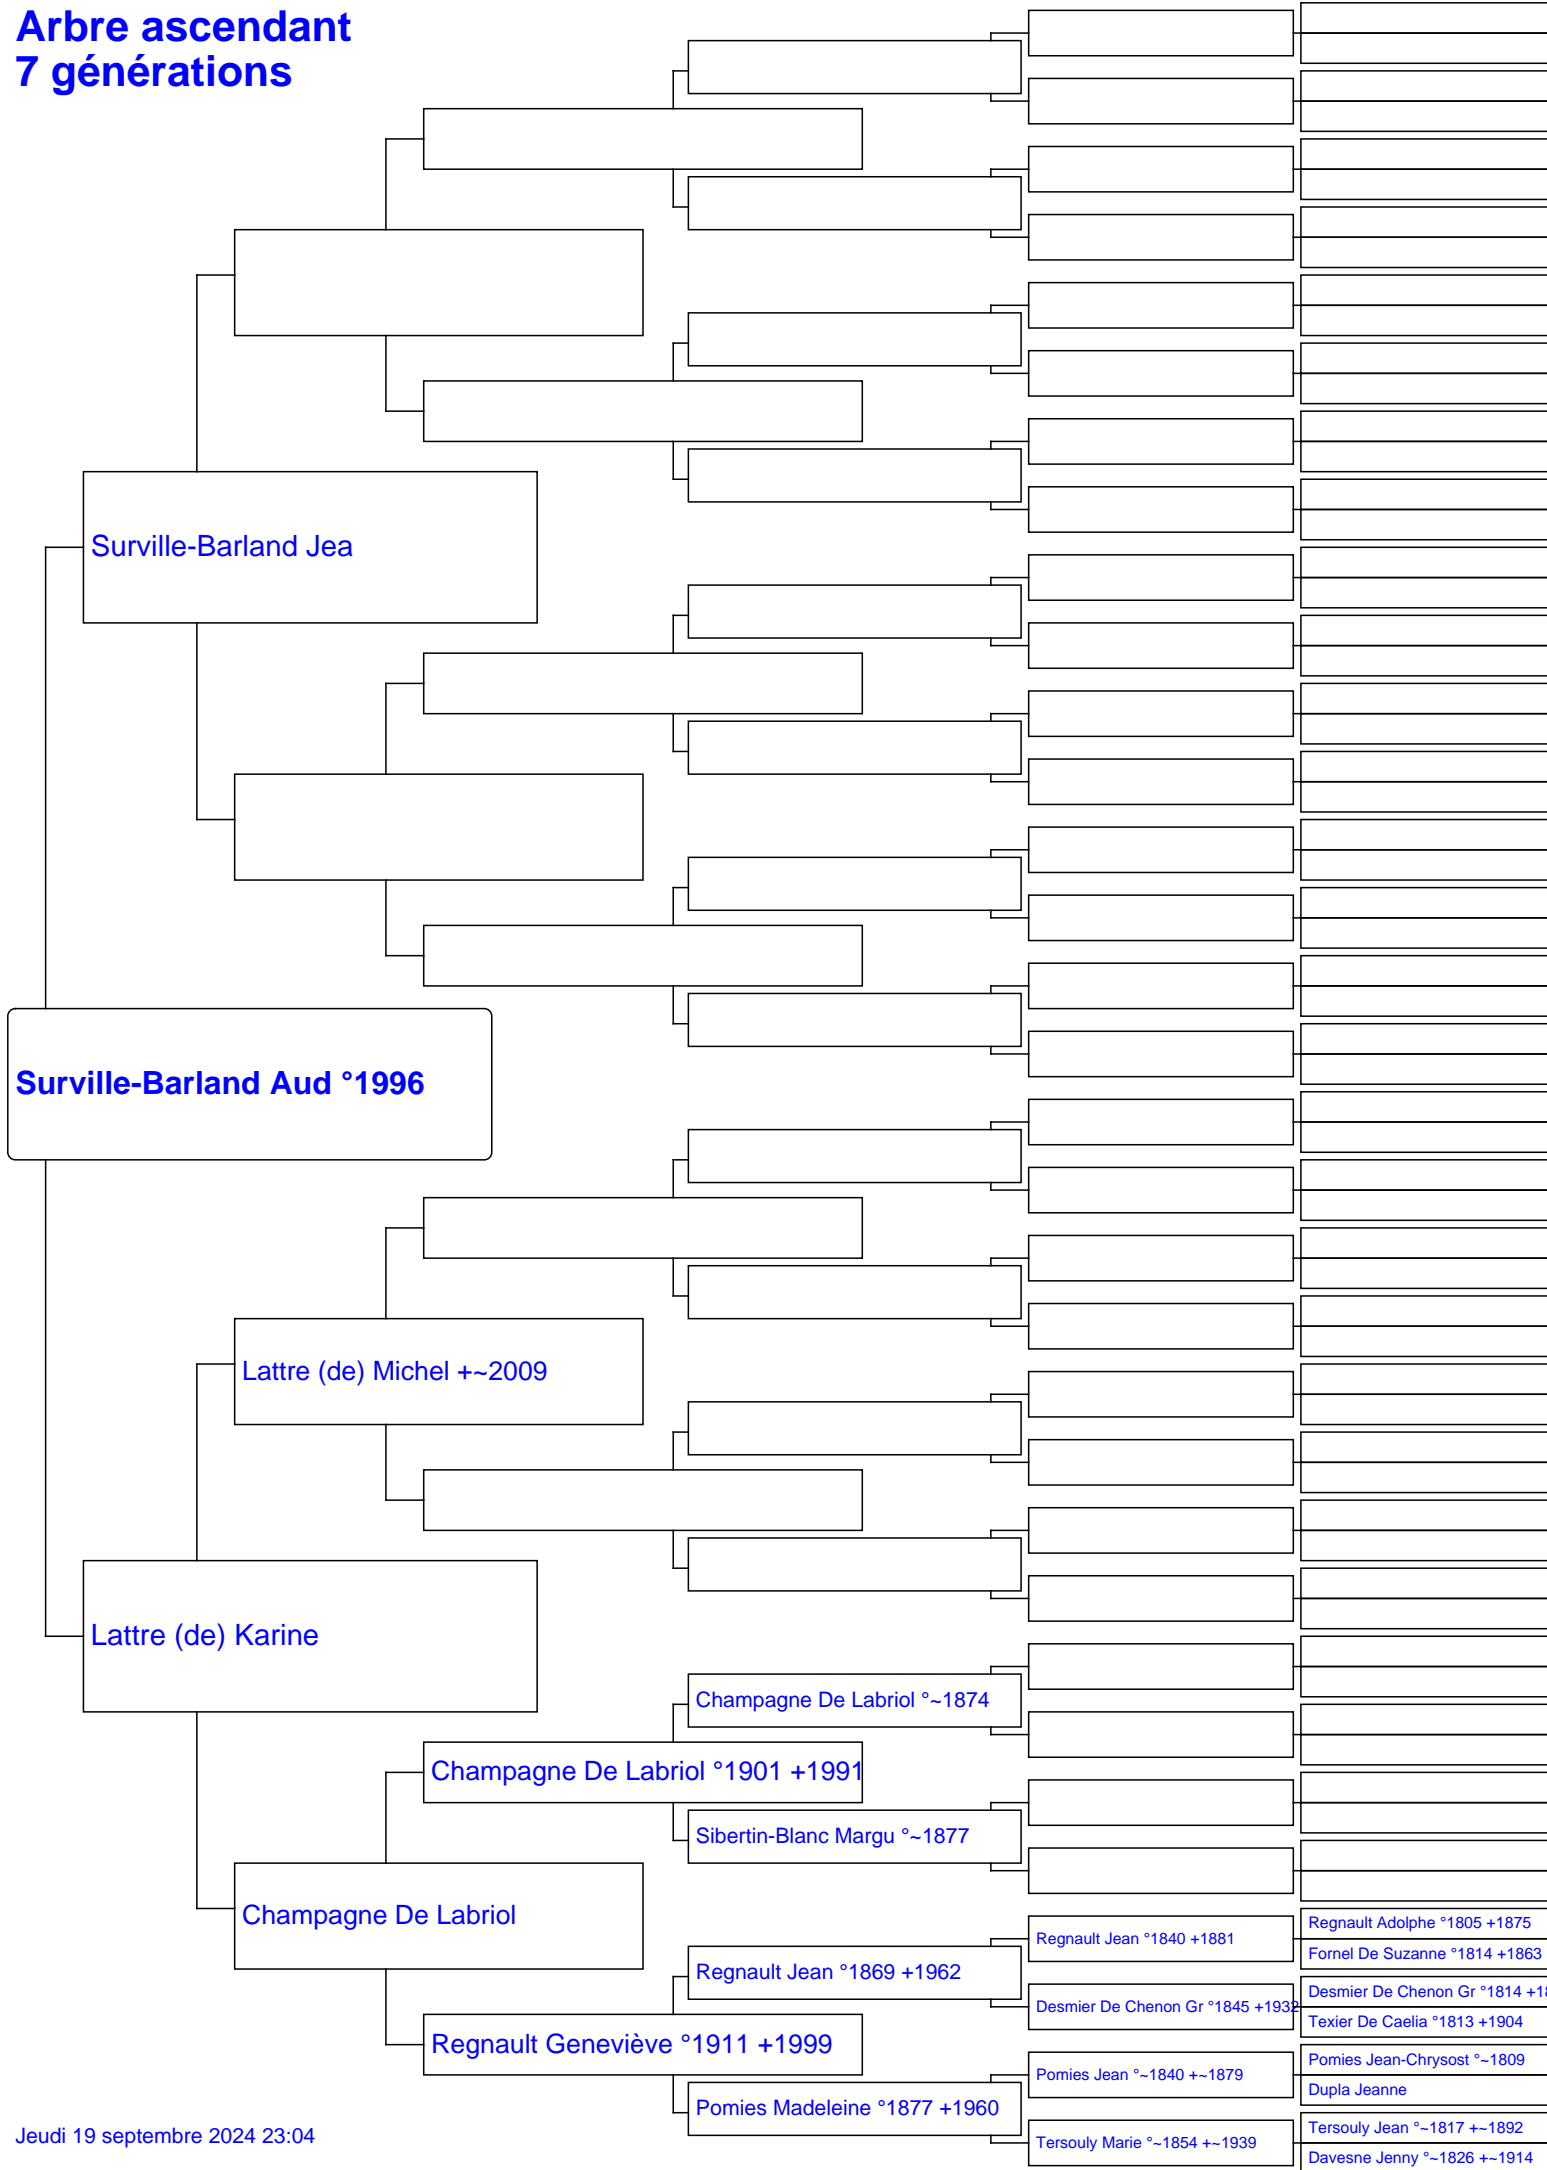 Arbre ascendant
7 générations
Surville-Barland Jea
Surville-Barland Aud °1996
Lattre (de) Michel +~2009
Lattre (de) Karine
Champagne De Labriol °~1874
Champagne De Labriol °1901 +1991
Sibertin-Blanc Margu °~1877
Champagne De Labriol
Regnault Adolphe °1805 +1875
Regnault Jean °1840 +1881
Fornel De Suzanne °1814 +1863
Regnault Jean °1869 +1962
Desmier De Chenon Gr °1814 +18
Desmier De Chenon Gr °1845 +1932
Texier De Caelia °1813 +1904
Regnault Geneviève °1911 +1999
Pomies Jean-Chrysost °~1809
Pomies Jean °~1840 +~1879
Dupla Jeanne
Pomies Madeleine °1877 +1960
Tersouly Jean °~1817 +~1892
Tersouly Marie °~1854 +~1939
Davesne Jenny °~1826 +~1914
Jeudi 19 septembre 2024 23:04